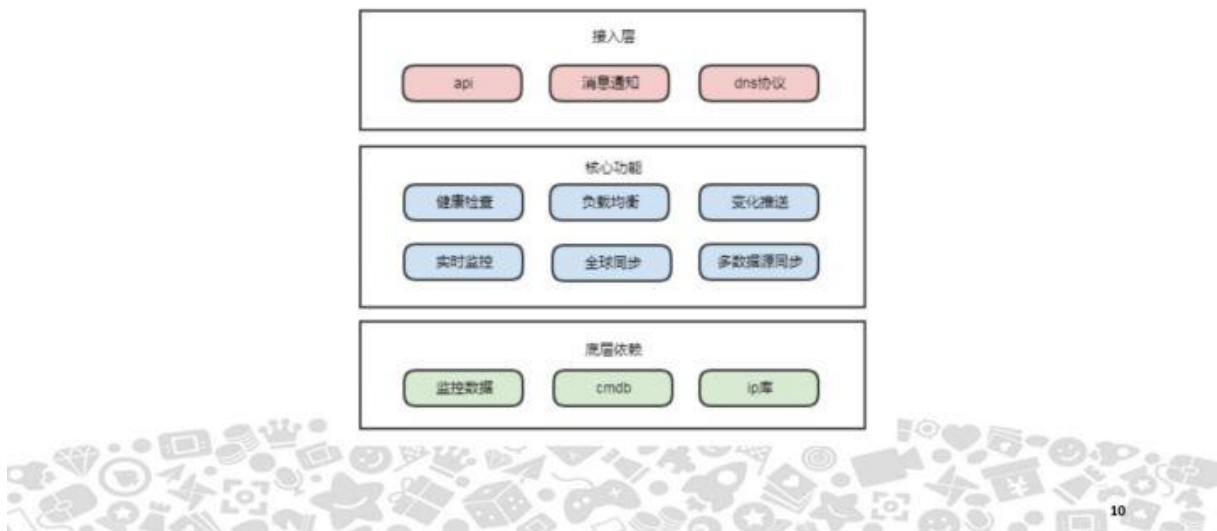 接入层
api 消息通知 dns协议
核心功能
健康检查 负载均衡 变化推送
实时监控 全球同步 多数据源同步
底层依赖
监控数据 cmdb ip库
10